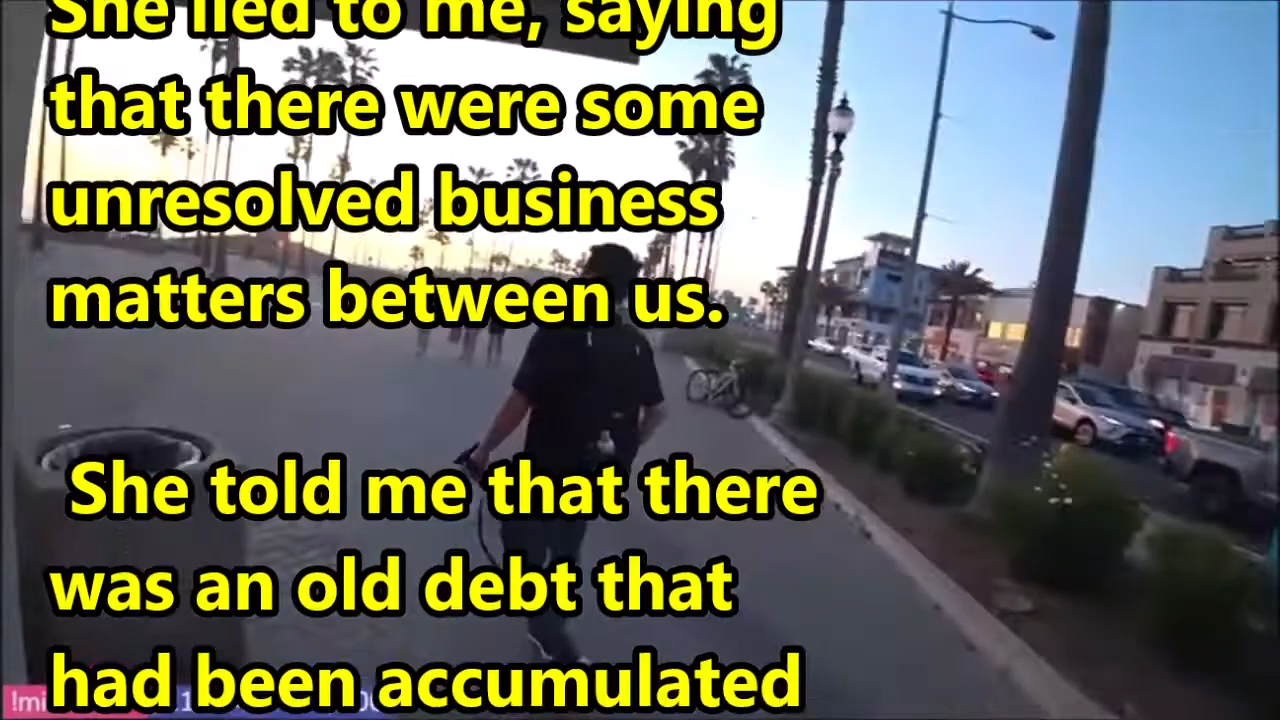 She lied to me, saying
that there were some
unresolved business
matters between us.
She told me that there
was an old debt that
had been accumulated
!mi